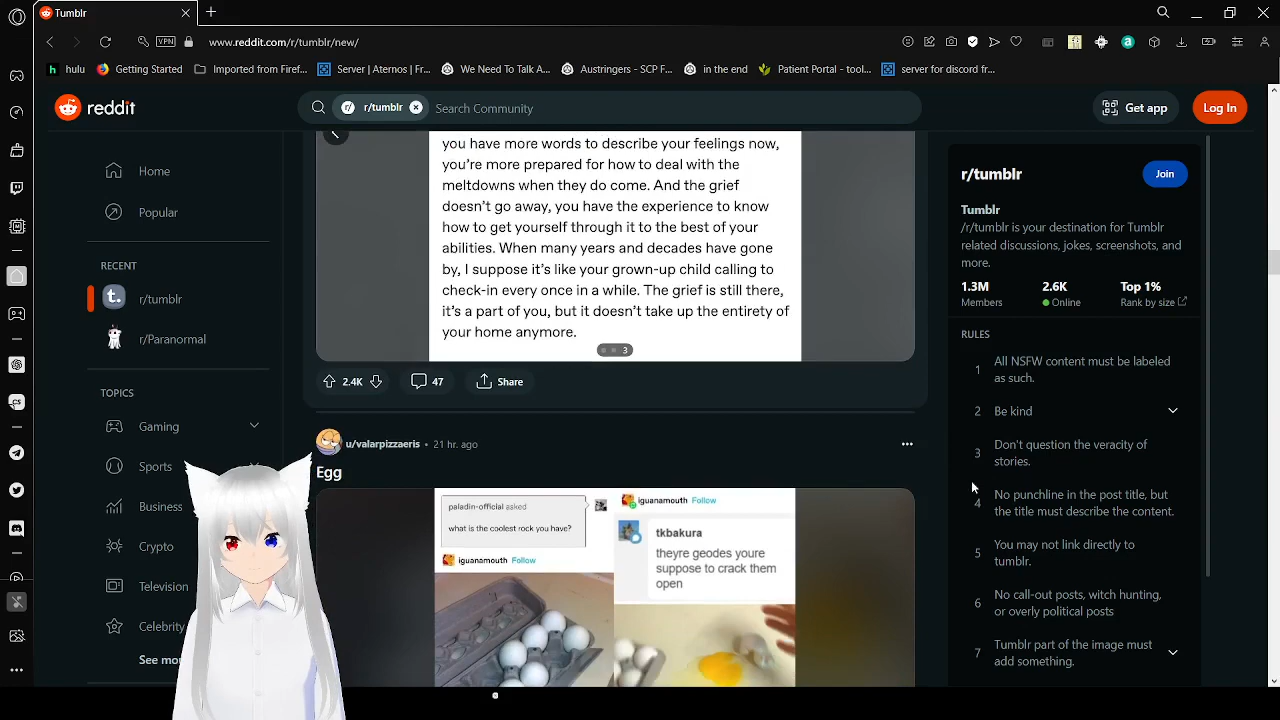 Tumblr
VPN
www.reddit.com/r/tumblr/new/
hulu
Getting Started
Imported from Firef...
Server | Aternos | Fr...
We Need To Talk A...
Austringers - SCP F...
in the end
Patient Portal - tool...
server for discord fr...
reddit
r/tumblr
Search Community
Get app
Log In
Home
Popular
RECENT
r/tumblr
r/Paranormal
TOPICS
Gaming
Sports
Business
Crypto
Television
Celebrity
See mo
you have more words to describe your feelings now,
you're more prepared for how to deal with the
meltdowns when they do come. And the grief
doesn't go away, you have the experience to know
how to get yourself through it to the best of your
abilities. When many years and decades have gone
by, I suppose it's like your grown-up child calling to
check-in every once in a while. The grief is still there,
it's a part of you, but it doesn't take up the entirety of
your home anymore.
3
2.4K
47
Share
u/valarpizzaeris • 21 hr. ago
Egg
paladin-official asked
what is the coolest rock you have?
iguanamouth Follow
iguanamouth Follow
tkbakura
theyre geodes youre
suppose to crack them
open
r/tumblr
Join
Tumblr
/r/tumblr is your destination for Tumblr
related discussions, jokes, screenshots, and
more.
1.3M
Members
2.6K
Online
Top 1%
Rank by size
RULES
1 All NSFW content must be labeled
as such.
2 Be kind
3 Don't question the veracity of
stories.
4 No punchline in the post title, but
the title must describe the content.
5 You may not link directly to
tumblr.
6 No call-out posts, witch hunting,
or overly political posts
7 Tumblr part of the image must
add something.